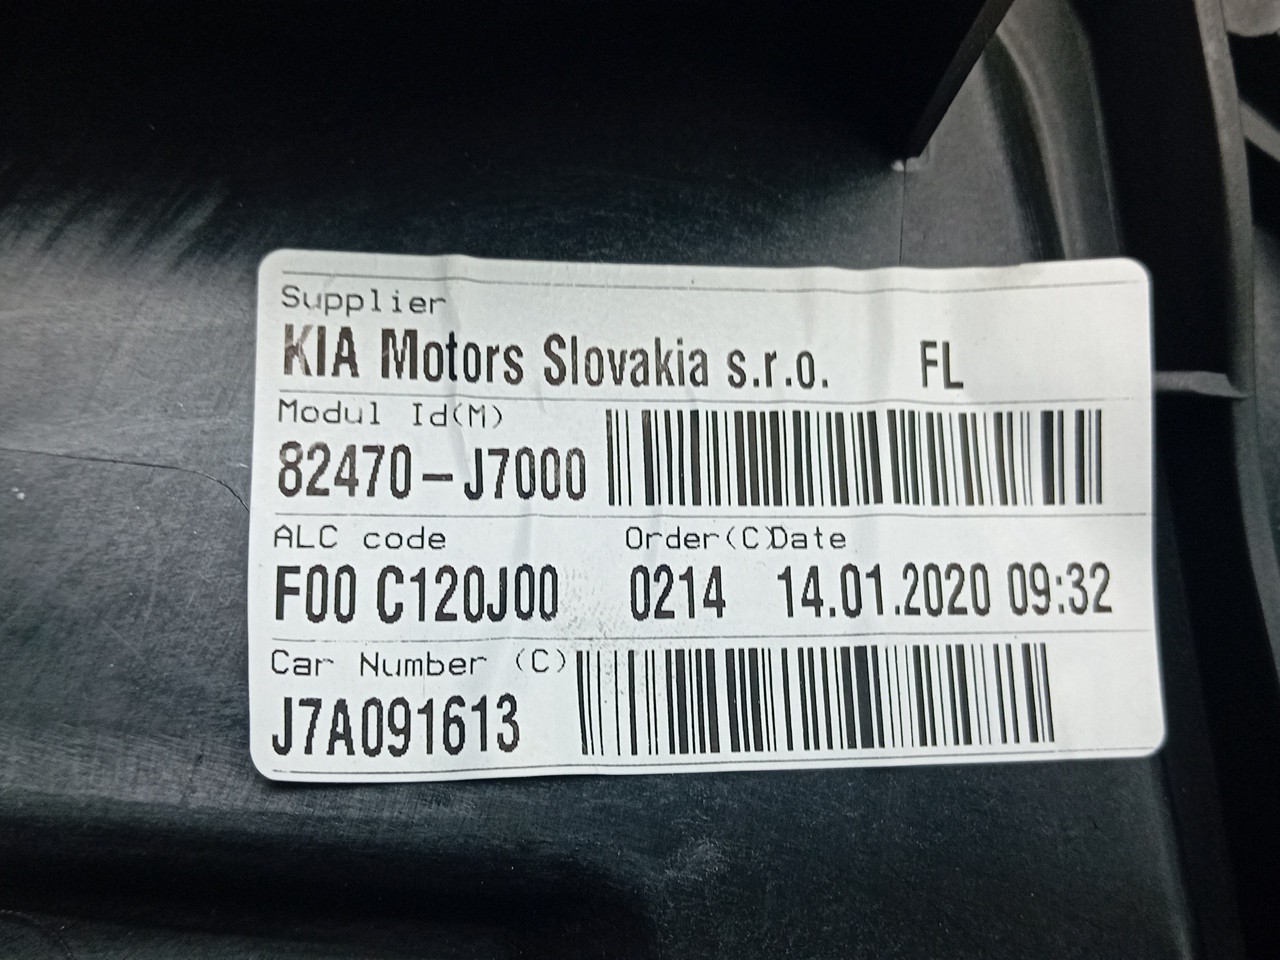 Supplier
KIA Motors Slovakia s.r.o. FL
Modul Id(M)
82470-J7000
ALC code Order(C)Date
F00 C120J00 0214 14.01.2020 09:32
Car Number (C)
J7A091613